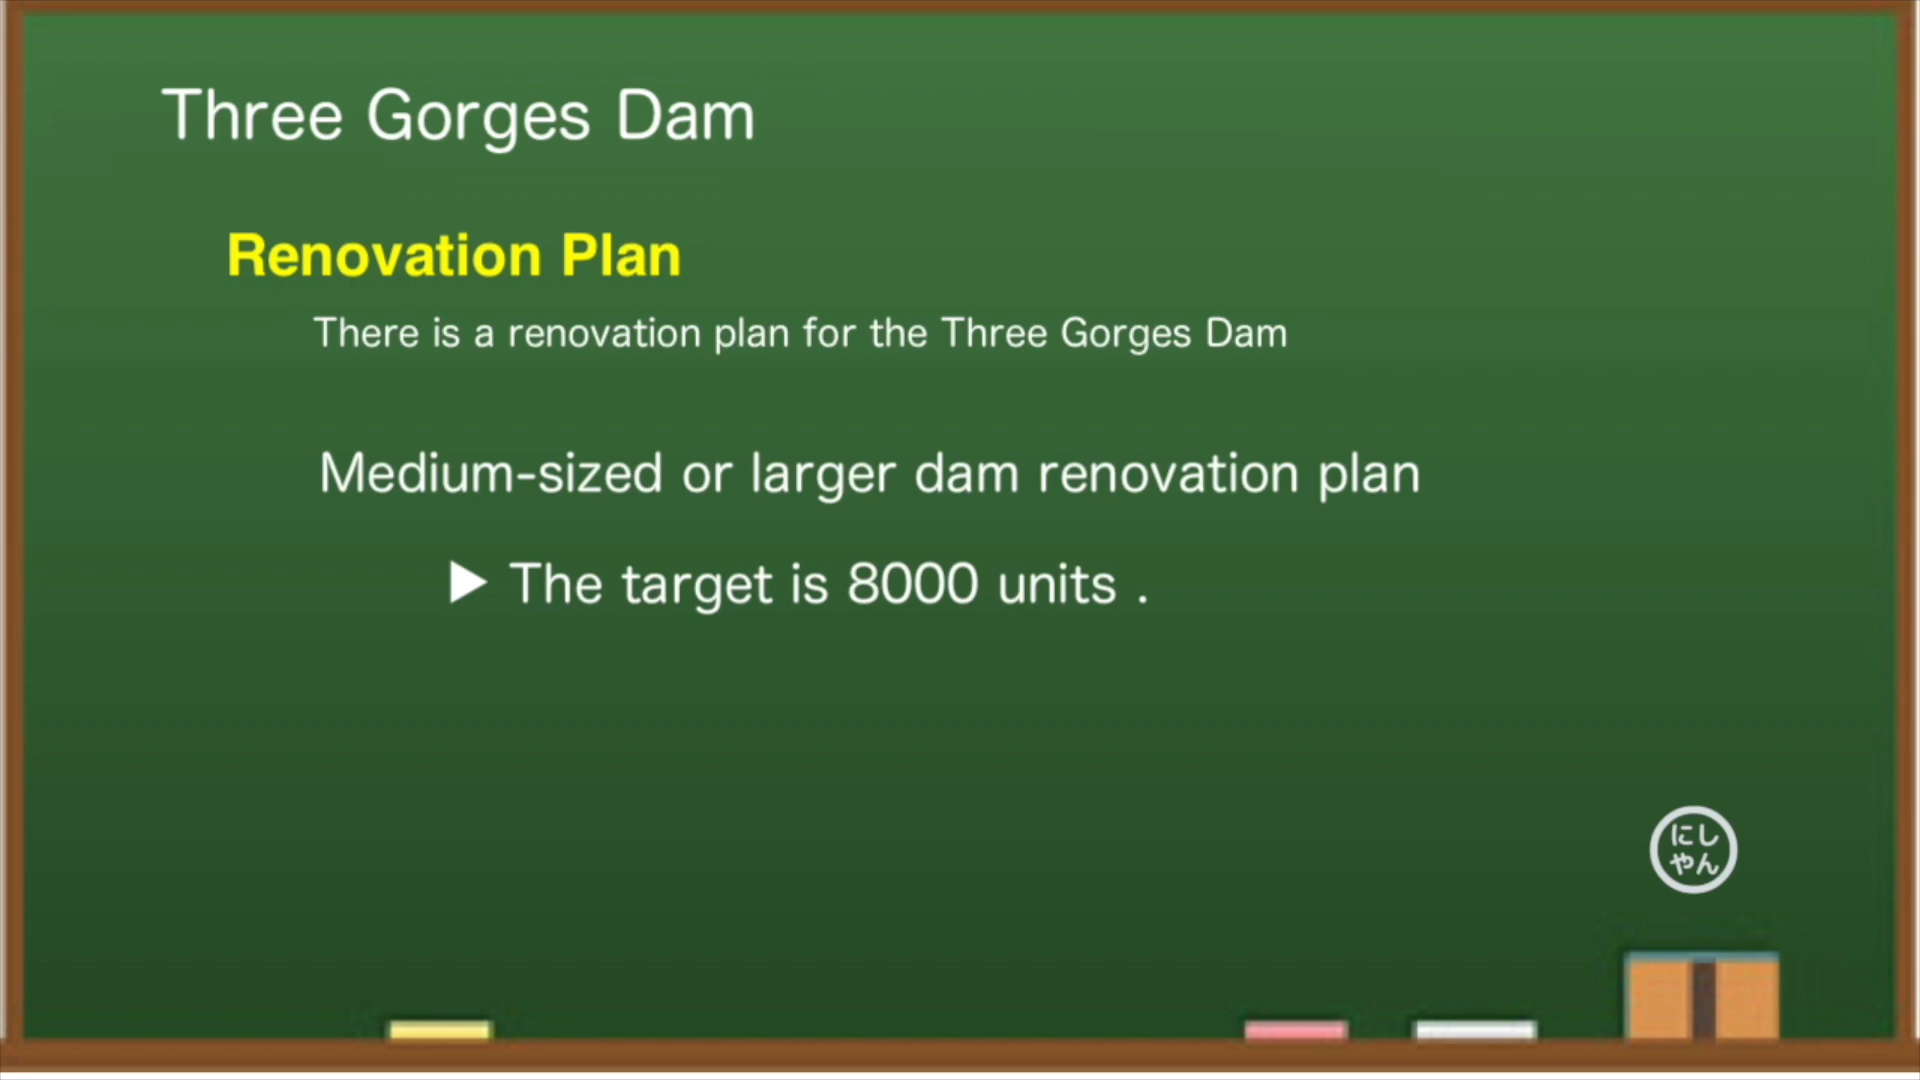 Three Gorges Dam
Renovation Plan
There is a renovation plan for the Three Gorges Dam
Medium-sized or larger dam renovation plan
▶ The target is 8000 units .
にし
やん